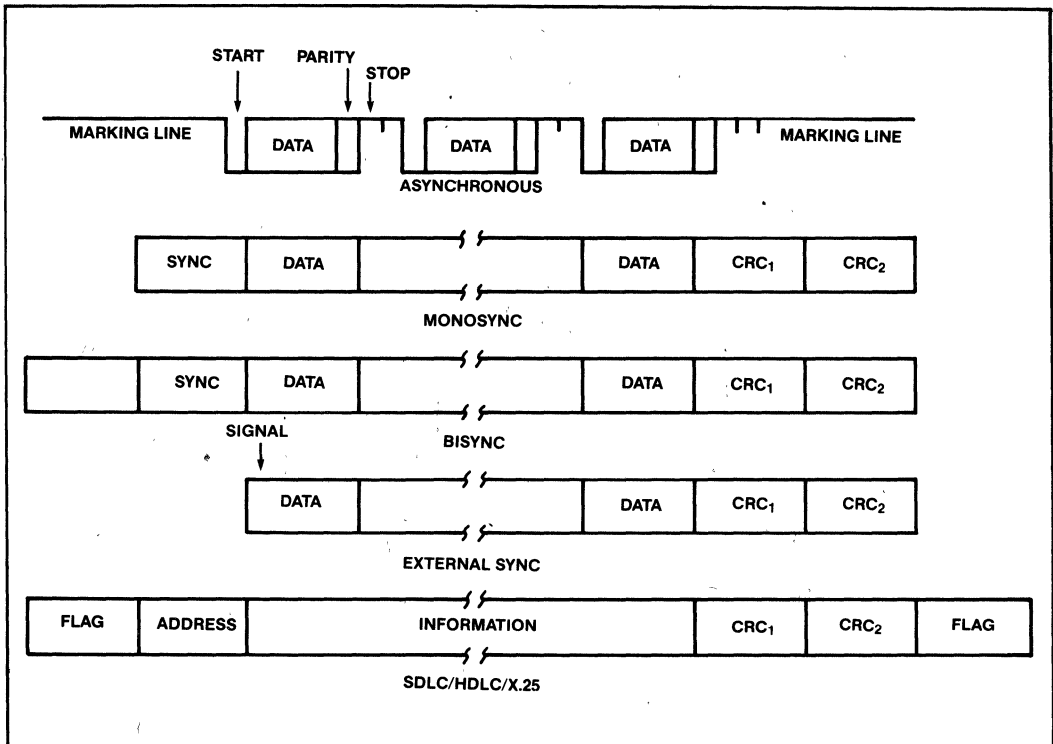 START PARITY
STOP
MARKING LINE DATA DATA DATA MARKING LINE
ASYNCHRONOUS
SYNC DATA DATA CRC1 CRC2
MONOSYNC
SYNC DATA DATA CRC1 CRC2
SIGNAL
BISYNC
DATA DATA CRC1 CRC2
EXTERNAL SYNC
FLAG ADDRESS INFORMATION CRC1 CRC2 FLAG
SDLC/HDLC/X.25